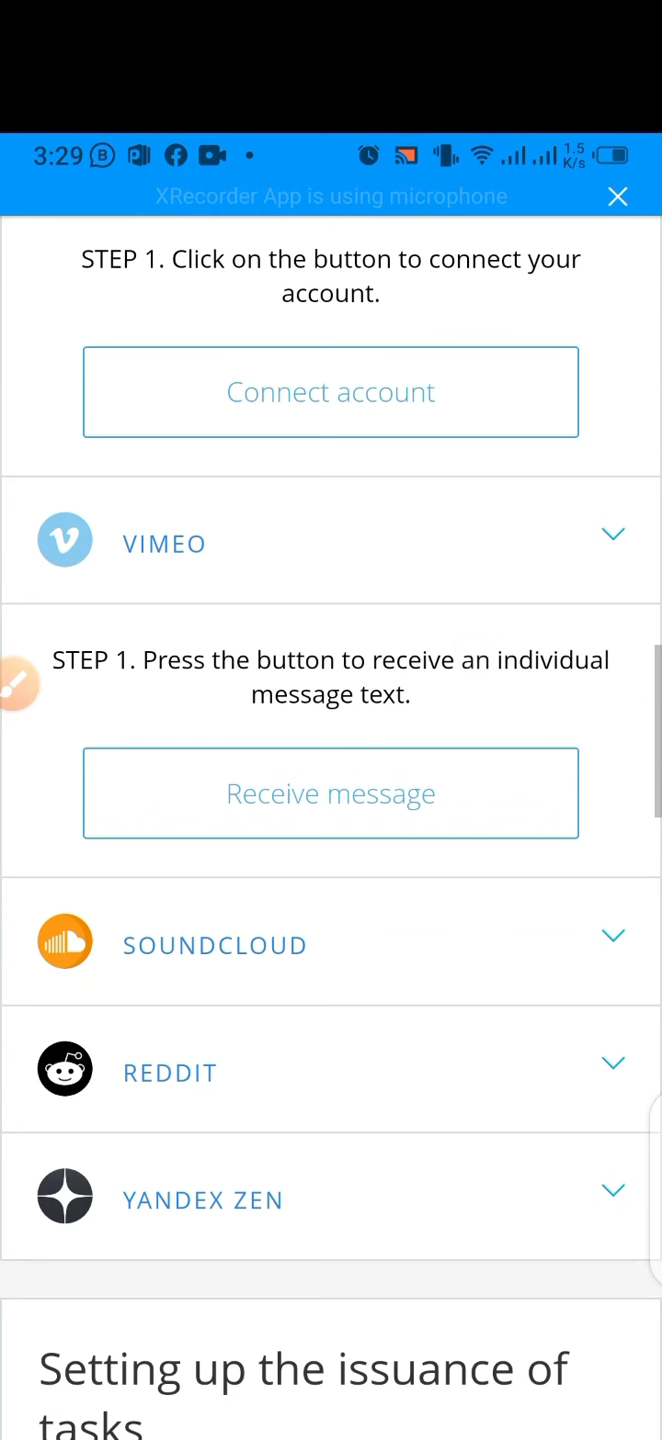 3:29
1.5
K/s
XRecorder App is using microphone
STEP 1. Click on the button to connect your
account.
Connect account
VIMEO
STEP 1. Press the button to receive an individual
message text.
Receive message
SOUNDCLOUD
REDDIT
YANDEX ZEN
Setting up the issuance of
tasks